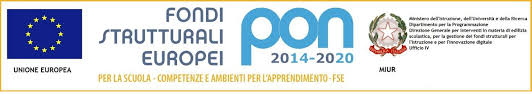 FONDI
STRUTTURALI
EUROPEI
pon
2014-2020
UNIONE EUROPEA
PER LA SCUOLA - COMPETENZE E AMBIENTI PER L'APPRENDIMENTO - FSE
Ministero dell'Istruzione, dell'Università e della Ricerca
Dipartimento per la Programmazione
Direzione Generale per interventi in materia di edilizia
scolastica, per la gestione dei fondi strutturali per
l'istruzione e per l'innovazione digitale
Ufficio IV
MIUR